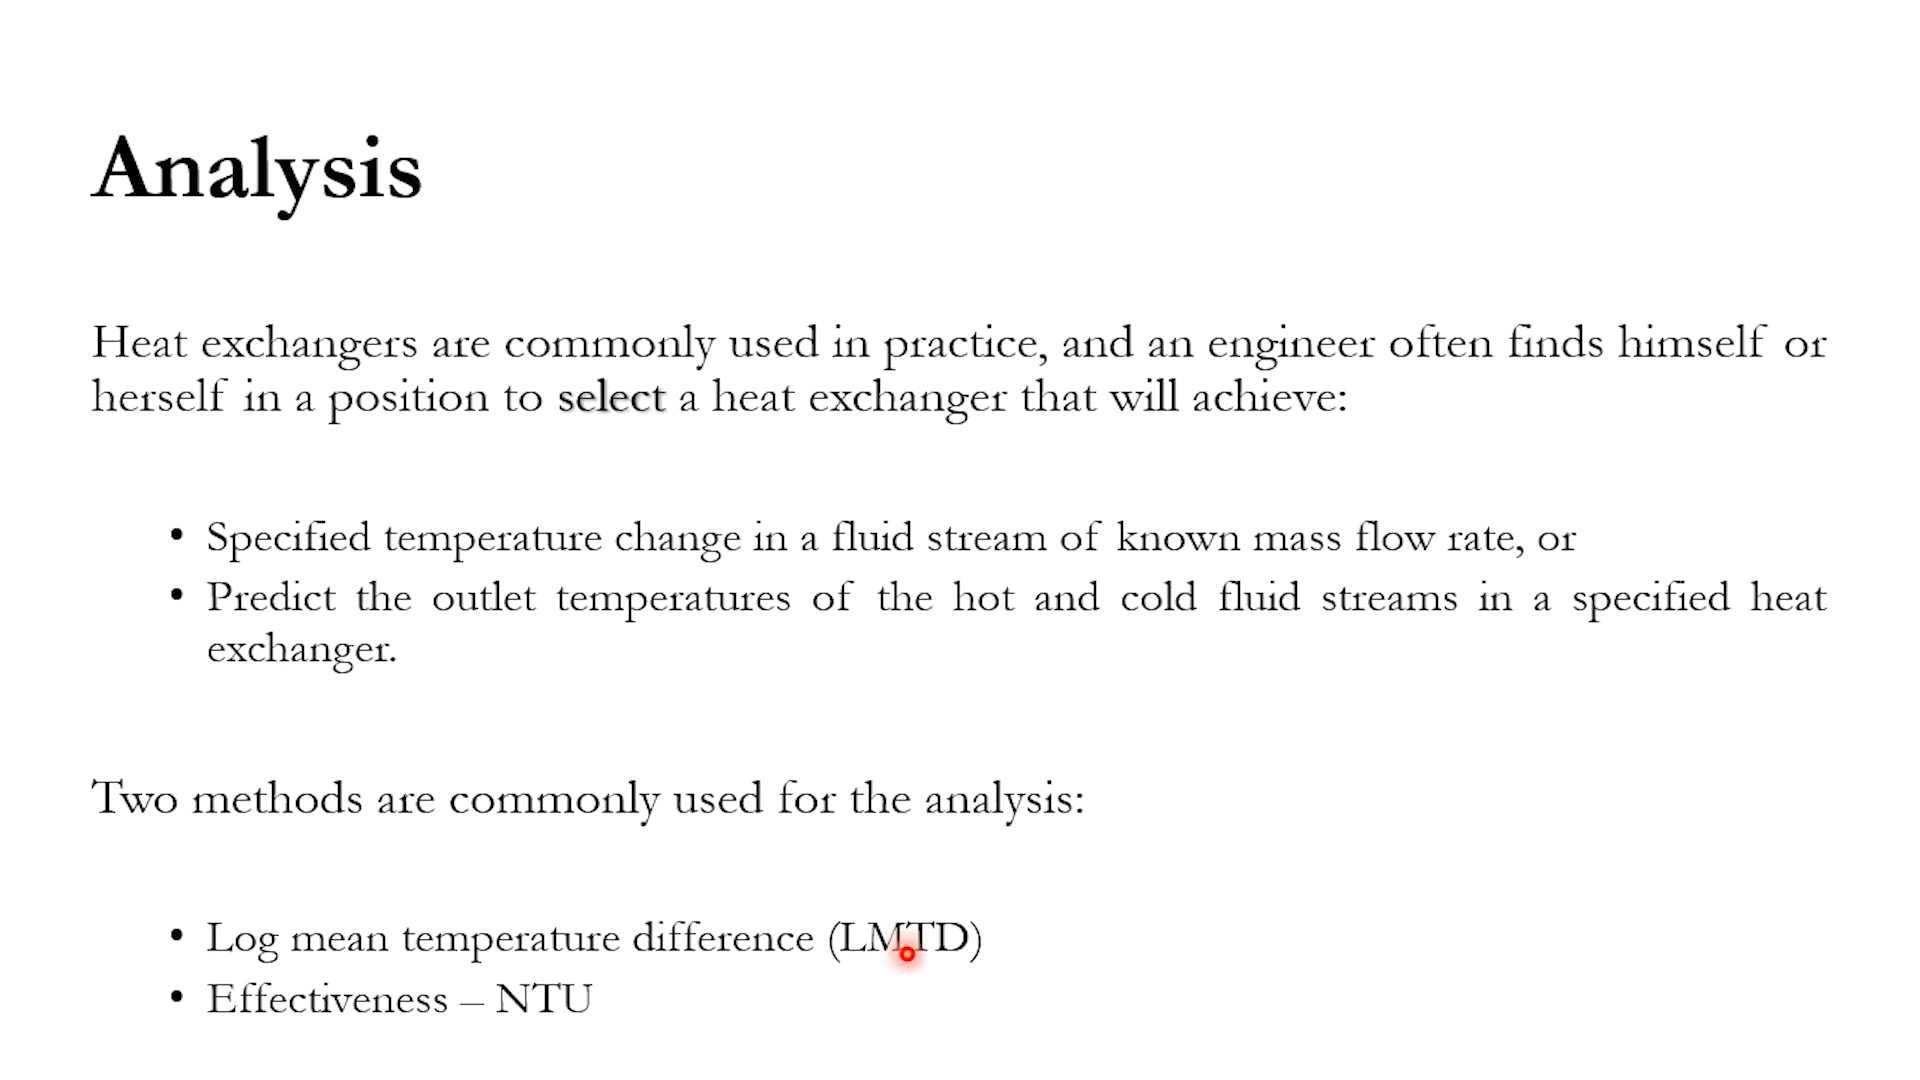 Analysis
Heat exchangers are commonly used in practice, and an engineer often finds himself or
herself in a position to select a heat exchanger that will achieve:
• Specified temperature change in a fluid stream of known mass flow rate, or
• Predict the outlet temperatures of the hot and cold fluid streams in a specified heat
exchanger.
Two methods are commonly used for the analysis:
• Log mean temperature difference (LMTD)
• Effectiveness – NTU